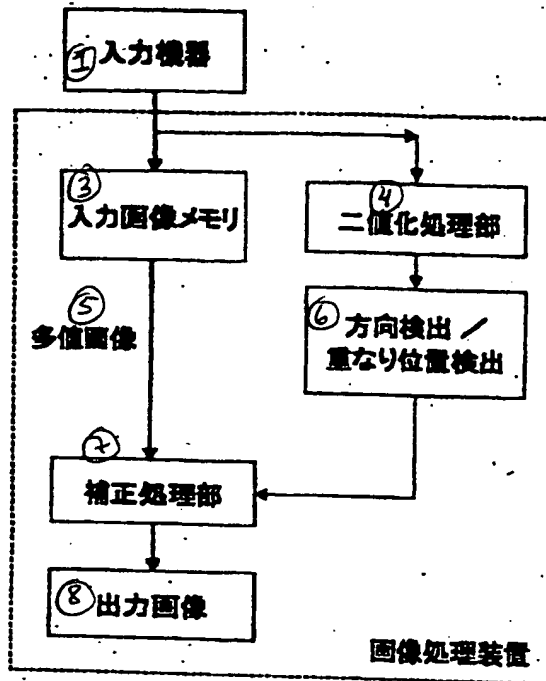 ① 入力機器
③
入力画像メモリ
④
二値化処理部
⑤
多値画像
⑥ 方向検出／
重なり位置検出
⑦
補正処理部
⑧ 出力画像
画像処理装置